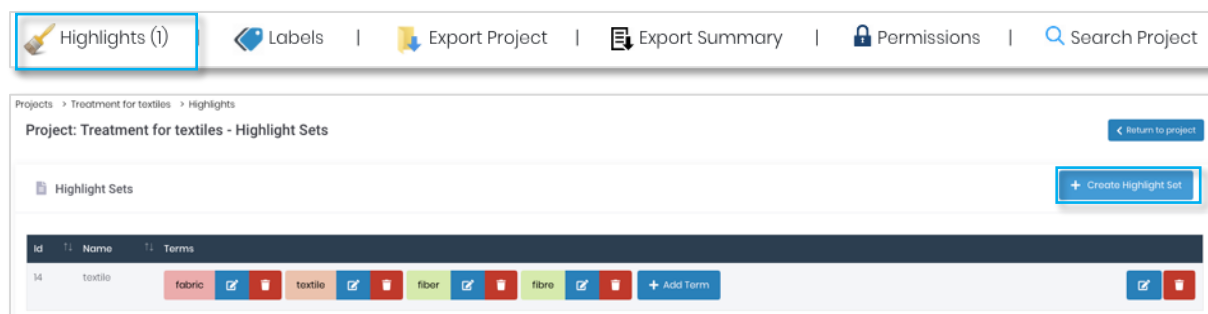 Highlights (1) | Labels | Export Project | Export Summary | Permissions | Search Project
Projects > Treatment for textiles > Highlights
Project: Treatment for textiles - Highlight Sets
Return to project
Highlight Sets
+ Create Highlight Set
Id Name Terms
14 textile fabric textile fiber fibre + Add Term